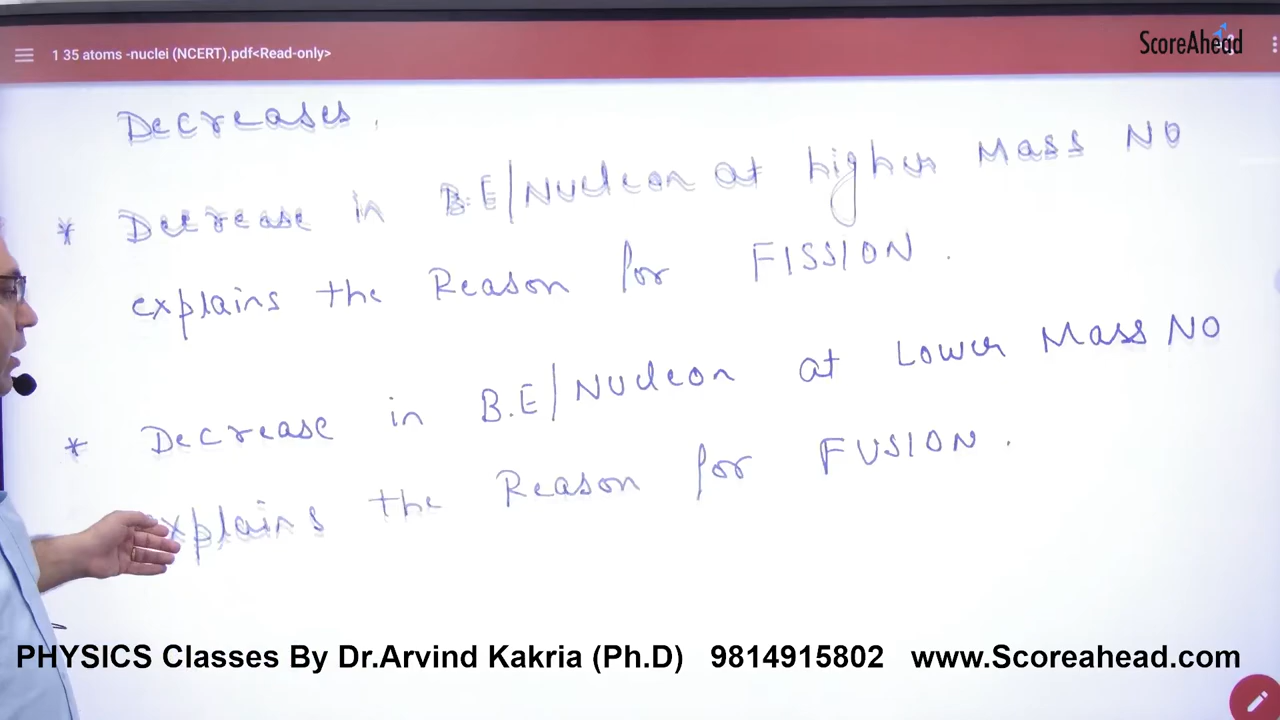 1 35 atoms -nuclei (NCERT).pdf<Read-only>
ScoreAhead
Decreases.
* Decrease in B.E/Nucleon at higher Mass NO
explains the Reason for FISSION.
* Decrease in B.E/Nucleon at Lower Mass NO
explains the Reason for FUSION.
PHYSICS Classes By Dr.Arvind Kakria (Ph.D) 9814915802 www.Scoreahead.com